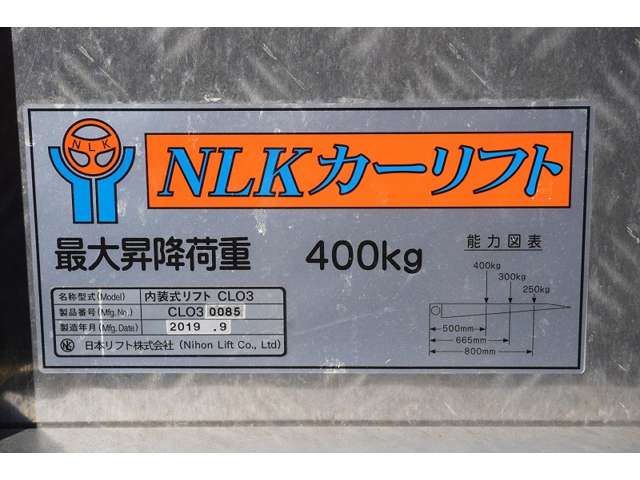 NLK
NLKカーリフト
最大昇降荷重 400kg
能力図表
400kg
300kg
250kg
500mm
665mm
800mm
名称型式(Model) 内装式リフト CLO3
製品番号(Mfg.No.) CLO3 0085
製造年月(Mfg.Date) 2019 .9
日本リフト株式会社 (Nihon Lift Co., Ltd)